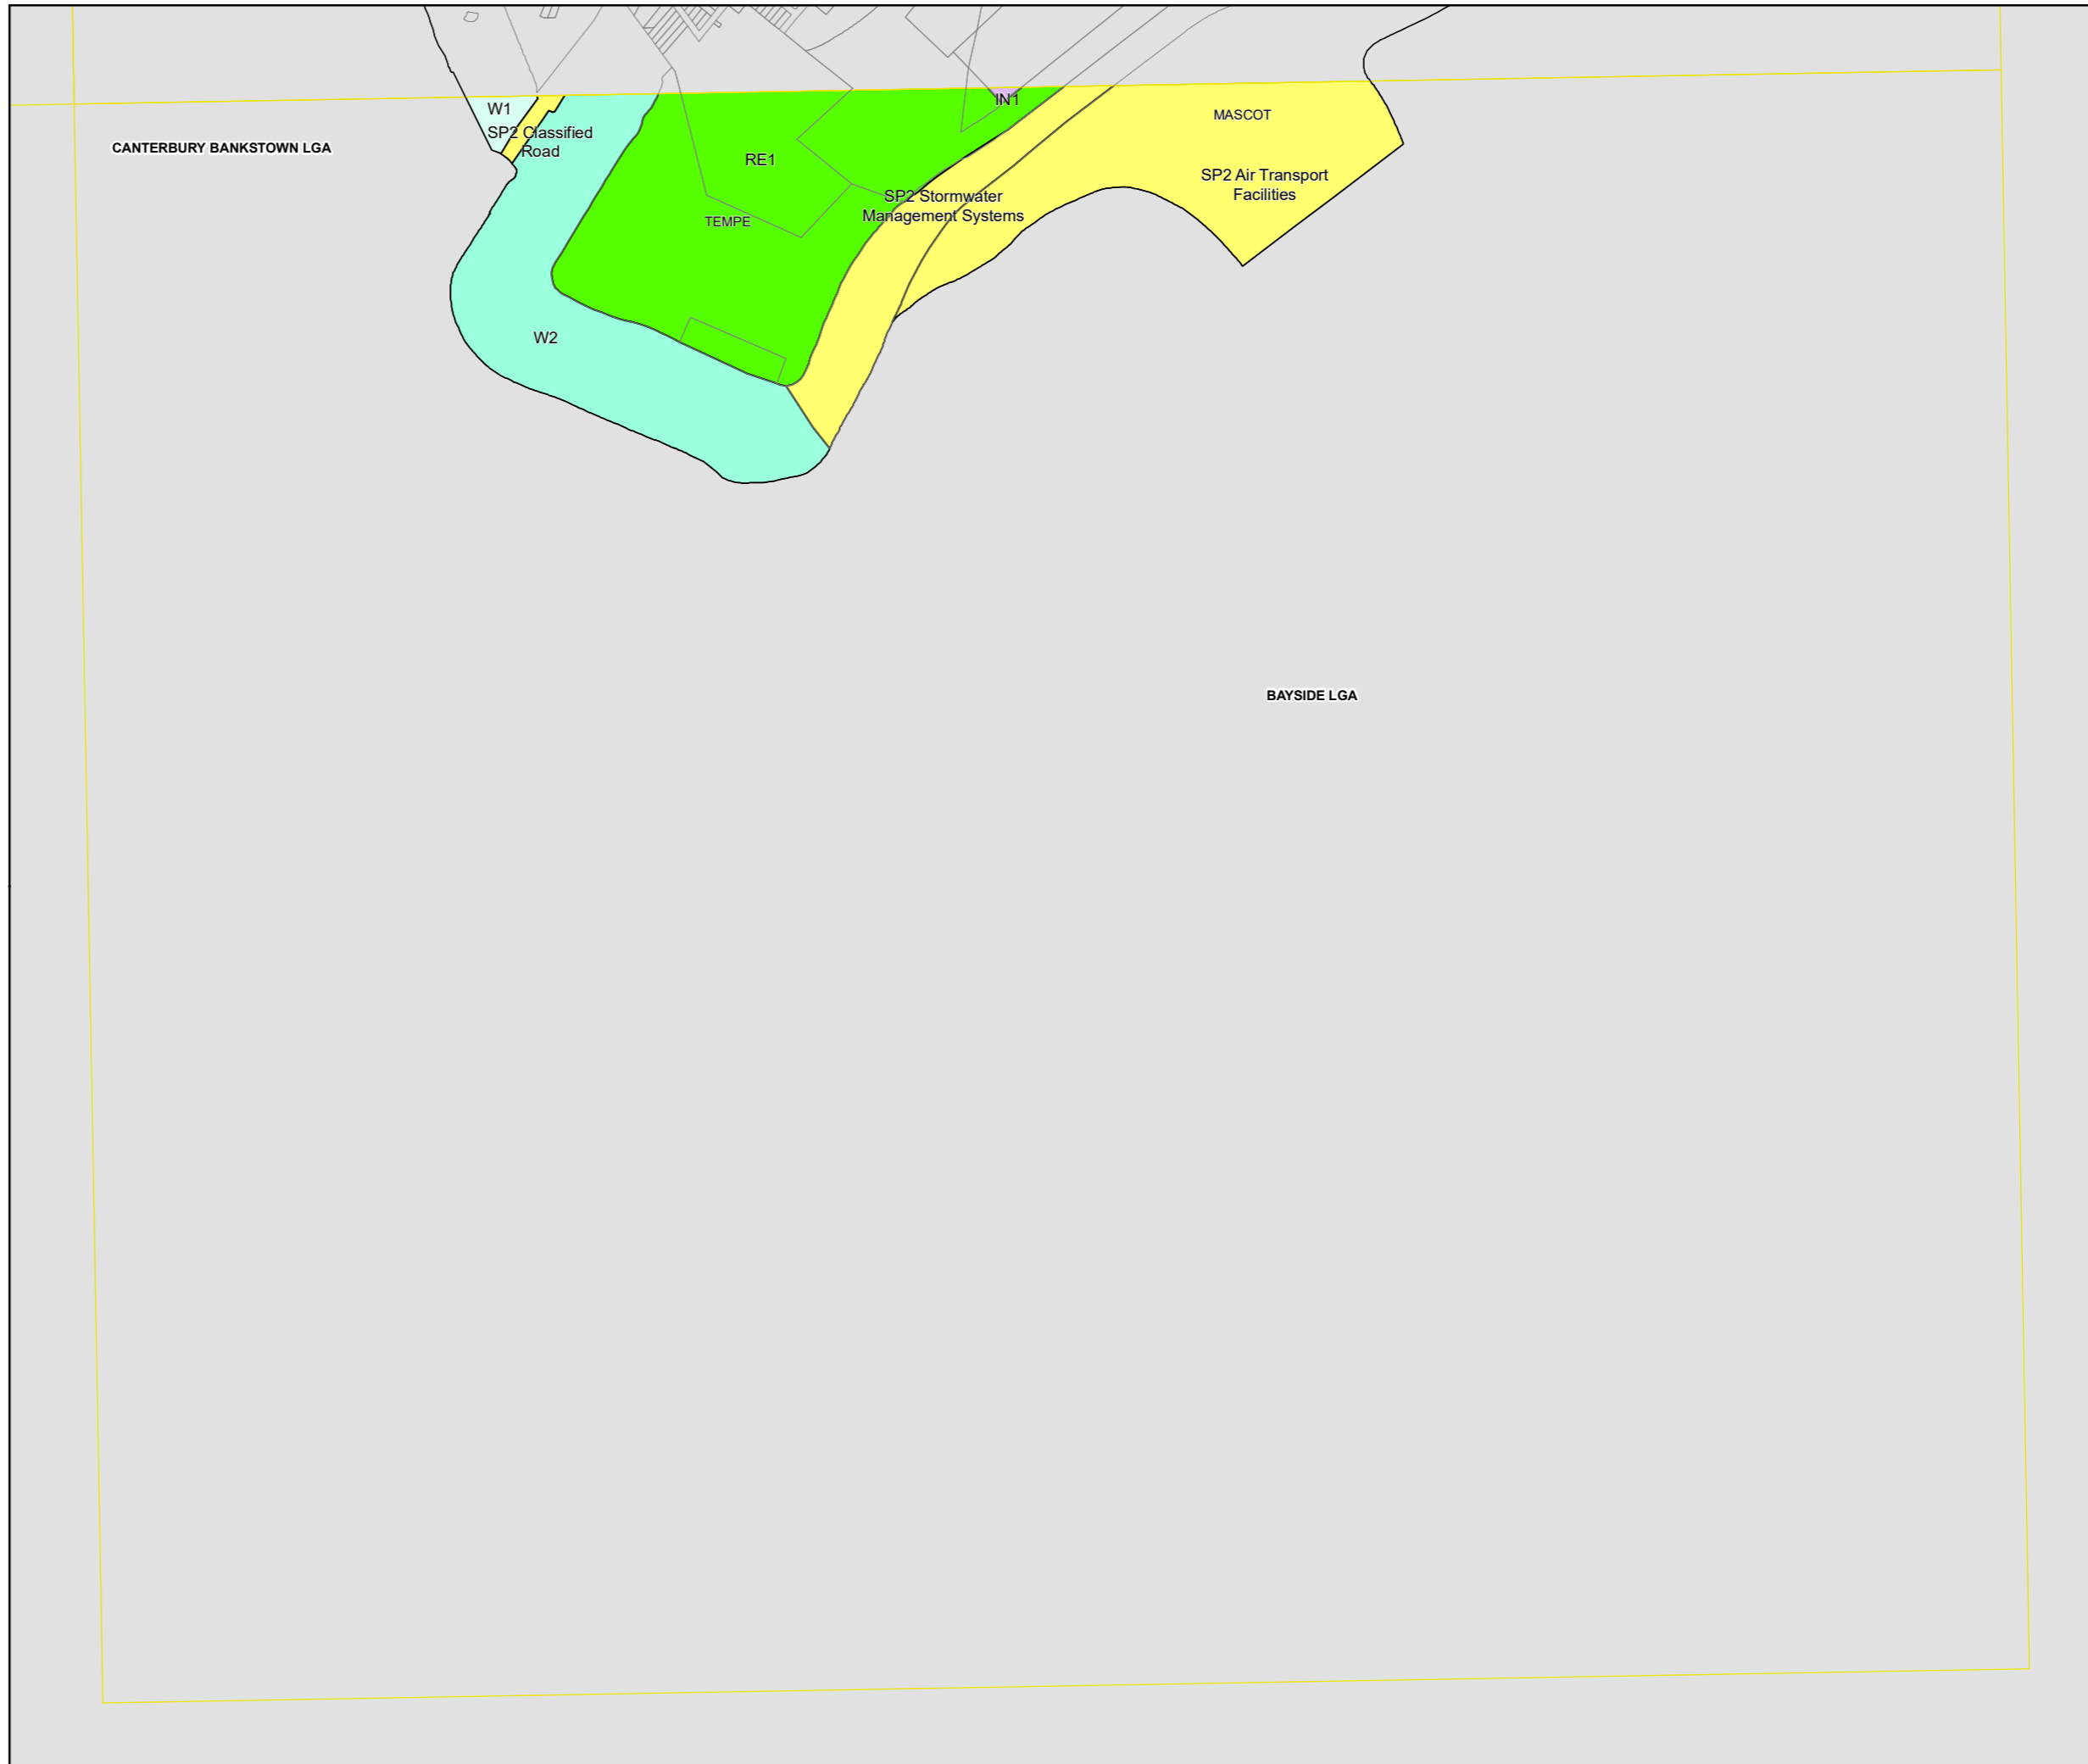 W1
IN1
SP2 Classified
Road
MASCOT
CANTERBURY BANKSTOWN LGA
RE1
SP2 Air Transport
Facilities
SP2 Stormwater
Management Systems
TEMPE
W2
BAYSIDE LGA